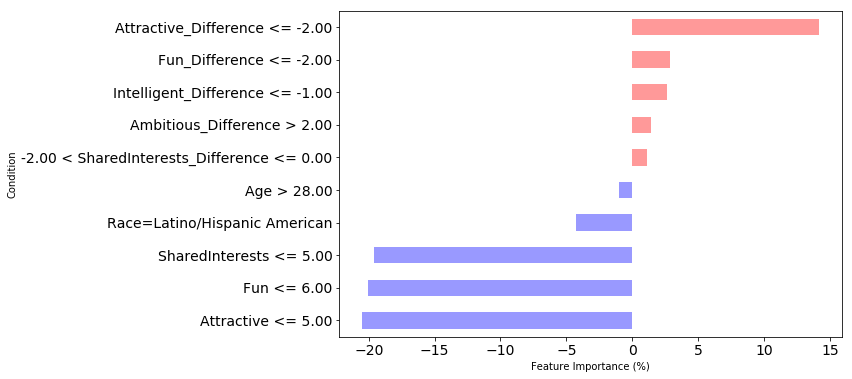 Condition
Attractive_Difference <= -2.00
Fun_Difference <= -2.00
Intelligent_Difference <= -1.00
Ambitious_Difference > 2.00
-2.00 < SharedInterests_Difference <= 0.00
Age > 28.00
Race=Latino/Hispanic American
SharedInterests <= 5.00
Fun <= 6.00
Attractive <= 5.00
−20 −15 −10 −5 0 5 10 15
Feature Importance (%)